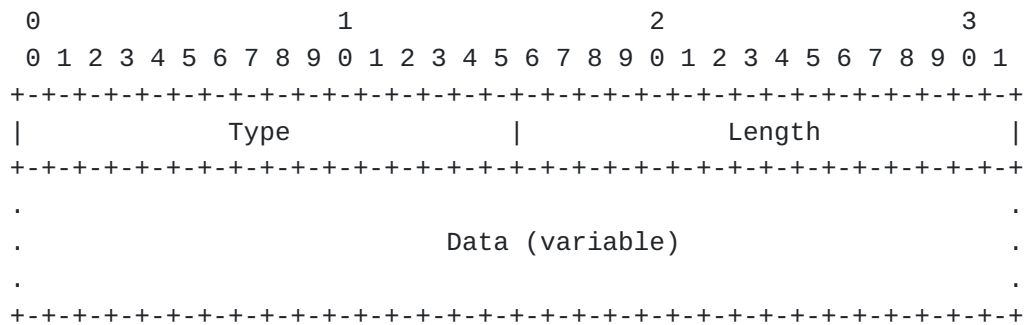 0                   1                   2                   3
 0 1 2 3 4 5 6 7 8 9 0 1 2 3 4 5 6 7 8 9 0 1 2 3 4 5 6 7 8 9 0 1
+-+-+-+-+-+-+-+-+-+-+-+-+-+-+-+-+-+-+-+-+-+-+-+-+-+-+-+-+-+-+-+-+
|             Type              |             Length            |
+-+-+-+-+-+-+-+-+-+-+-+-+-+-+-+-+-+-+-+-+-+-+-+-+-+-+-+-+-+-+-+-+
.                                                               .
.                           Data (variable)                     .
.                                                               .
+-+-+-+-+-+-+-+-+-+-+-+-+-+-+-+-+-+-+-+-+-+-+-+-+-+-+-+-+-+-+-+-+